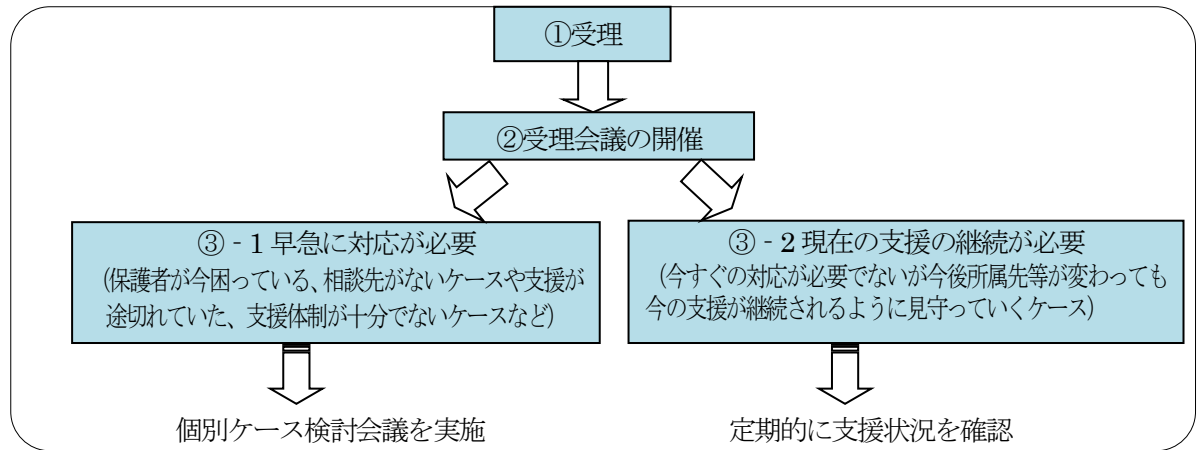 ①受理
②受理会議の開催
③‐1 早急に対応が必要
(保護者が今困っている、相談先がないケースや支援が
途切れていた、支援体制が十分でないケースなど)
③‐2 現在の支援の継続が必要
(今すぐの対応が必要でないが今後所属先等が変わっても
今の支援が継続されるように見守っていくケース)
個別ケース検討会議を実施
定期的に支援状況を確認